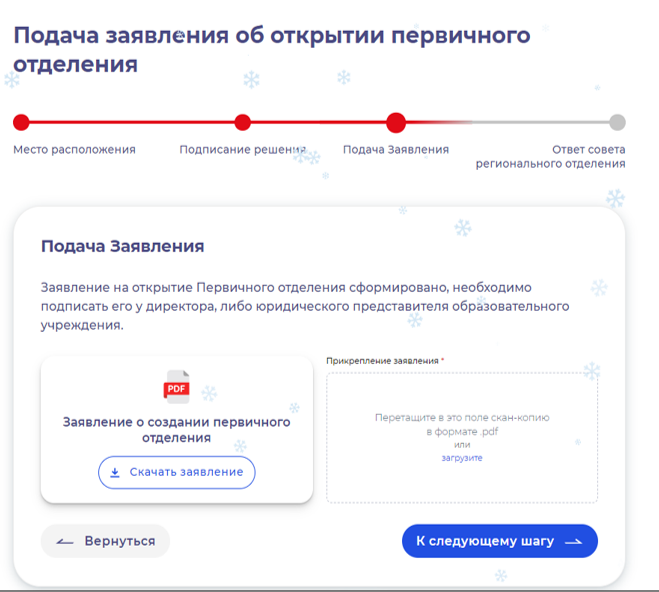 Подача заявления об открытии первичного
отделения
Место расположения
Подписание решения
Подача Заявления
Ответ совета
регионального отделения
Подача Заявления
Заявление на открытие Первичного отделения сформировано, необходимо
подписать его у директора, либо юридического представителя образовательного
учреждения.
PDF
Заявление о создании первичного
отделения
Скачать заявление
Прикрепление заявления *
Перетащите в это поле скан-копию
в формате .pdf
или
загрузите
Вернуться
К следующему шагу